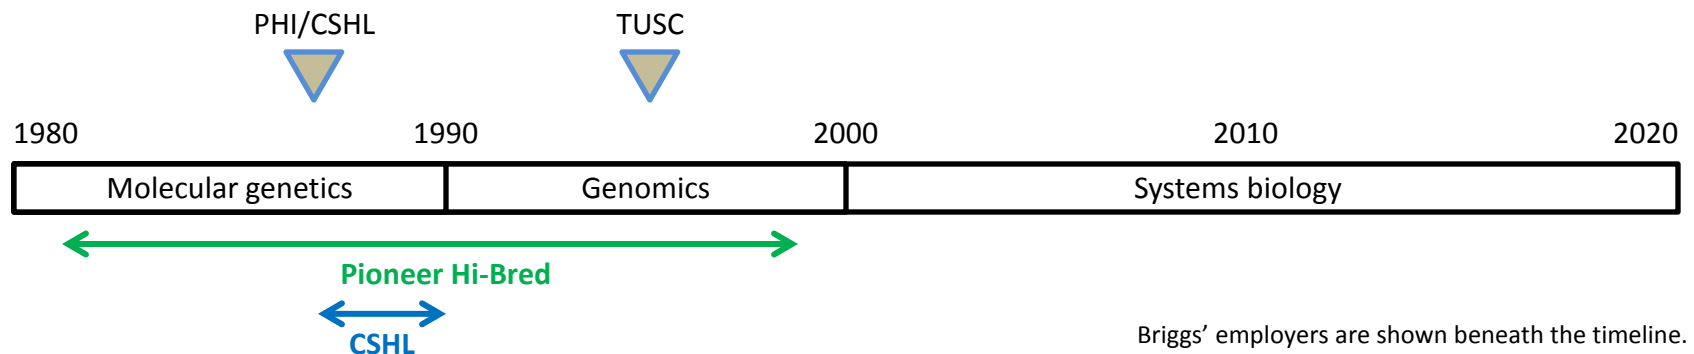 PHI/CSHL TUSC
1980 1990 2000 2010 2020
Molecular genetics Genomics Systems biology
Pioneer Hi-Bred
CSHL
Briggs’ employers are shown beneath the timeline.